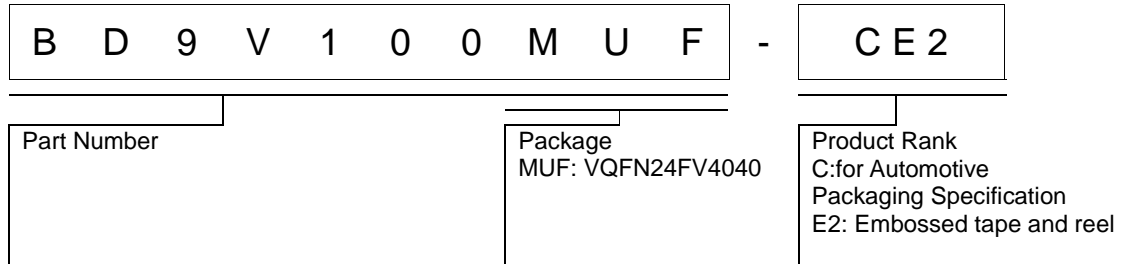 B D 9 V 1 0 0 M U F - C E 2
Part Number
Package
MUF: VQFN24FV4040
Product Rank
C:for Automotive
Packaging Specification
E2: Embossed tape and reel